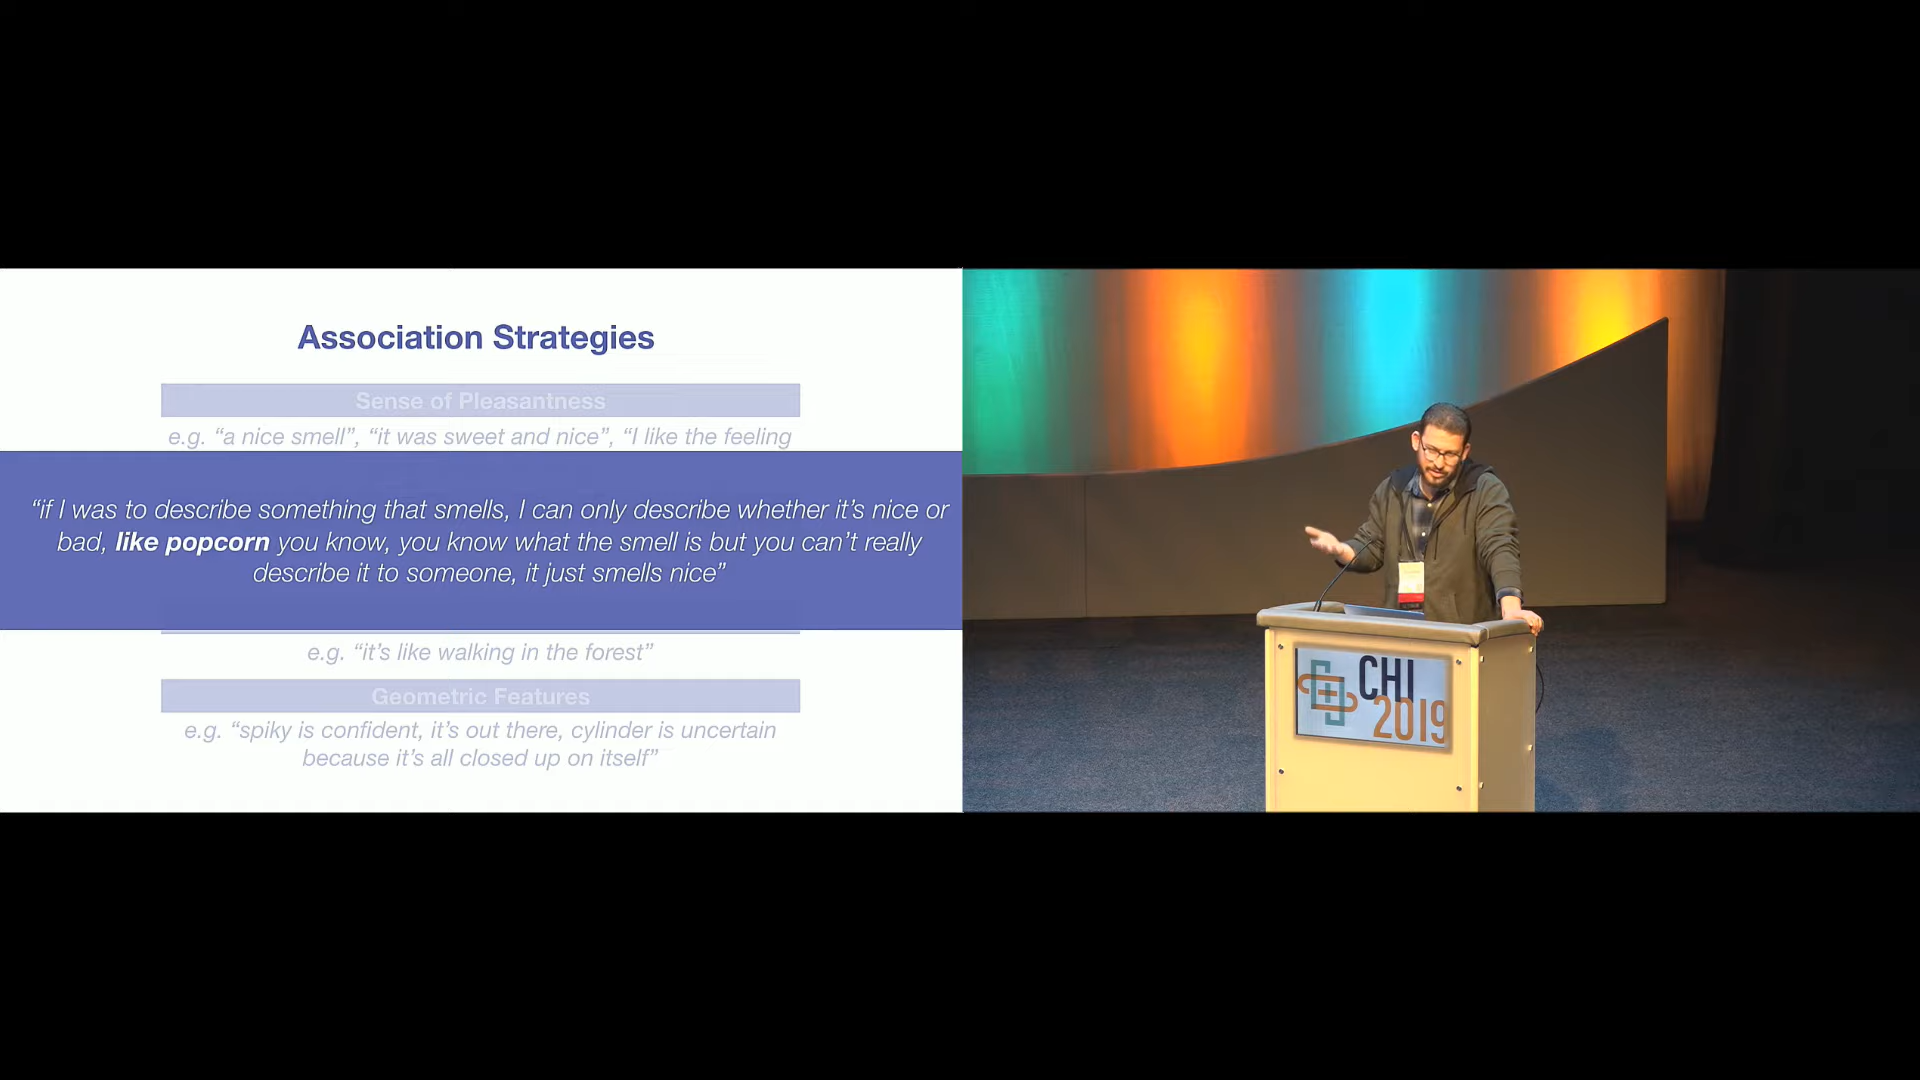 Association Strategies
Sense of Pleasantness
e.g. “a nice smell”, “it was sweet and nice”, “I like the feeling
“if I was to describe something that smells, I can only describe whether it’s nice or
bad, like popcorn you know, you know what the smell is but you can’t really
describe it to someone, it just smells nice”
e.g. “it’s like walking in the forest”
Geometric Features
e.g. “spiky is confident, it’s out there, cylinder is uncertain
because it’s all closed up on itself”
CHI
2019